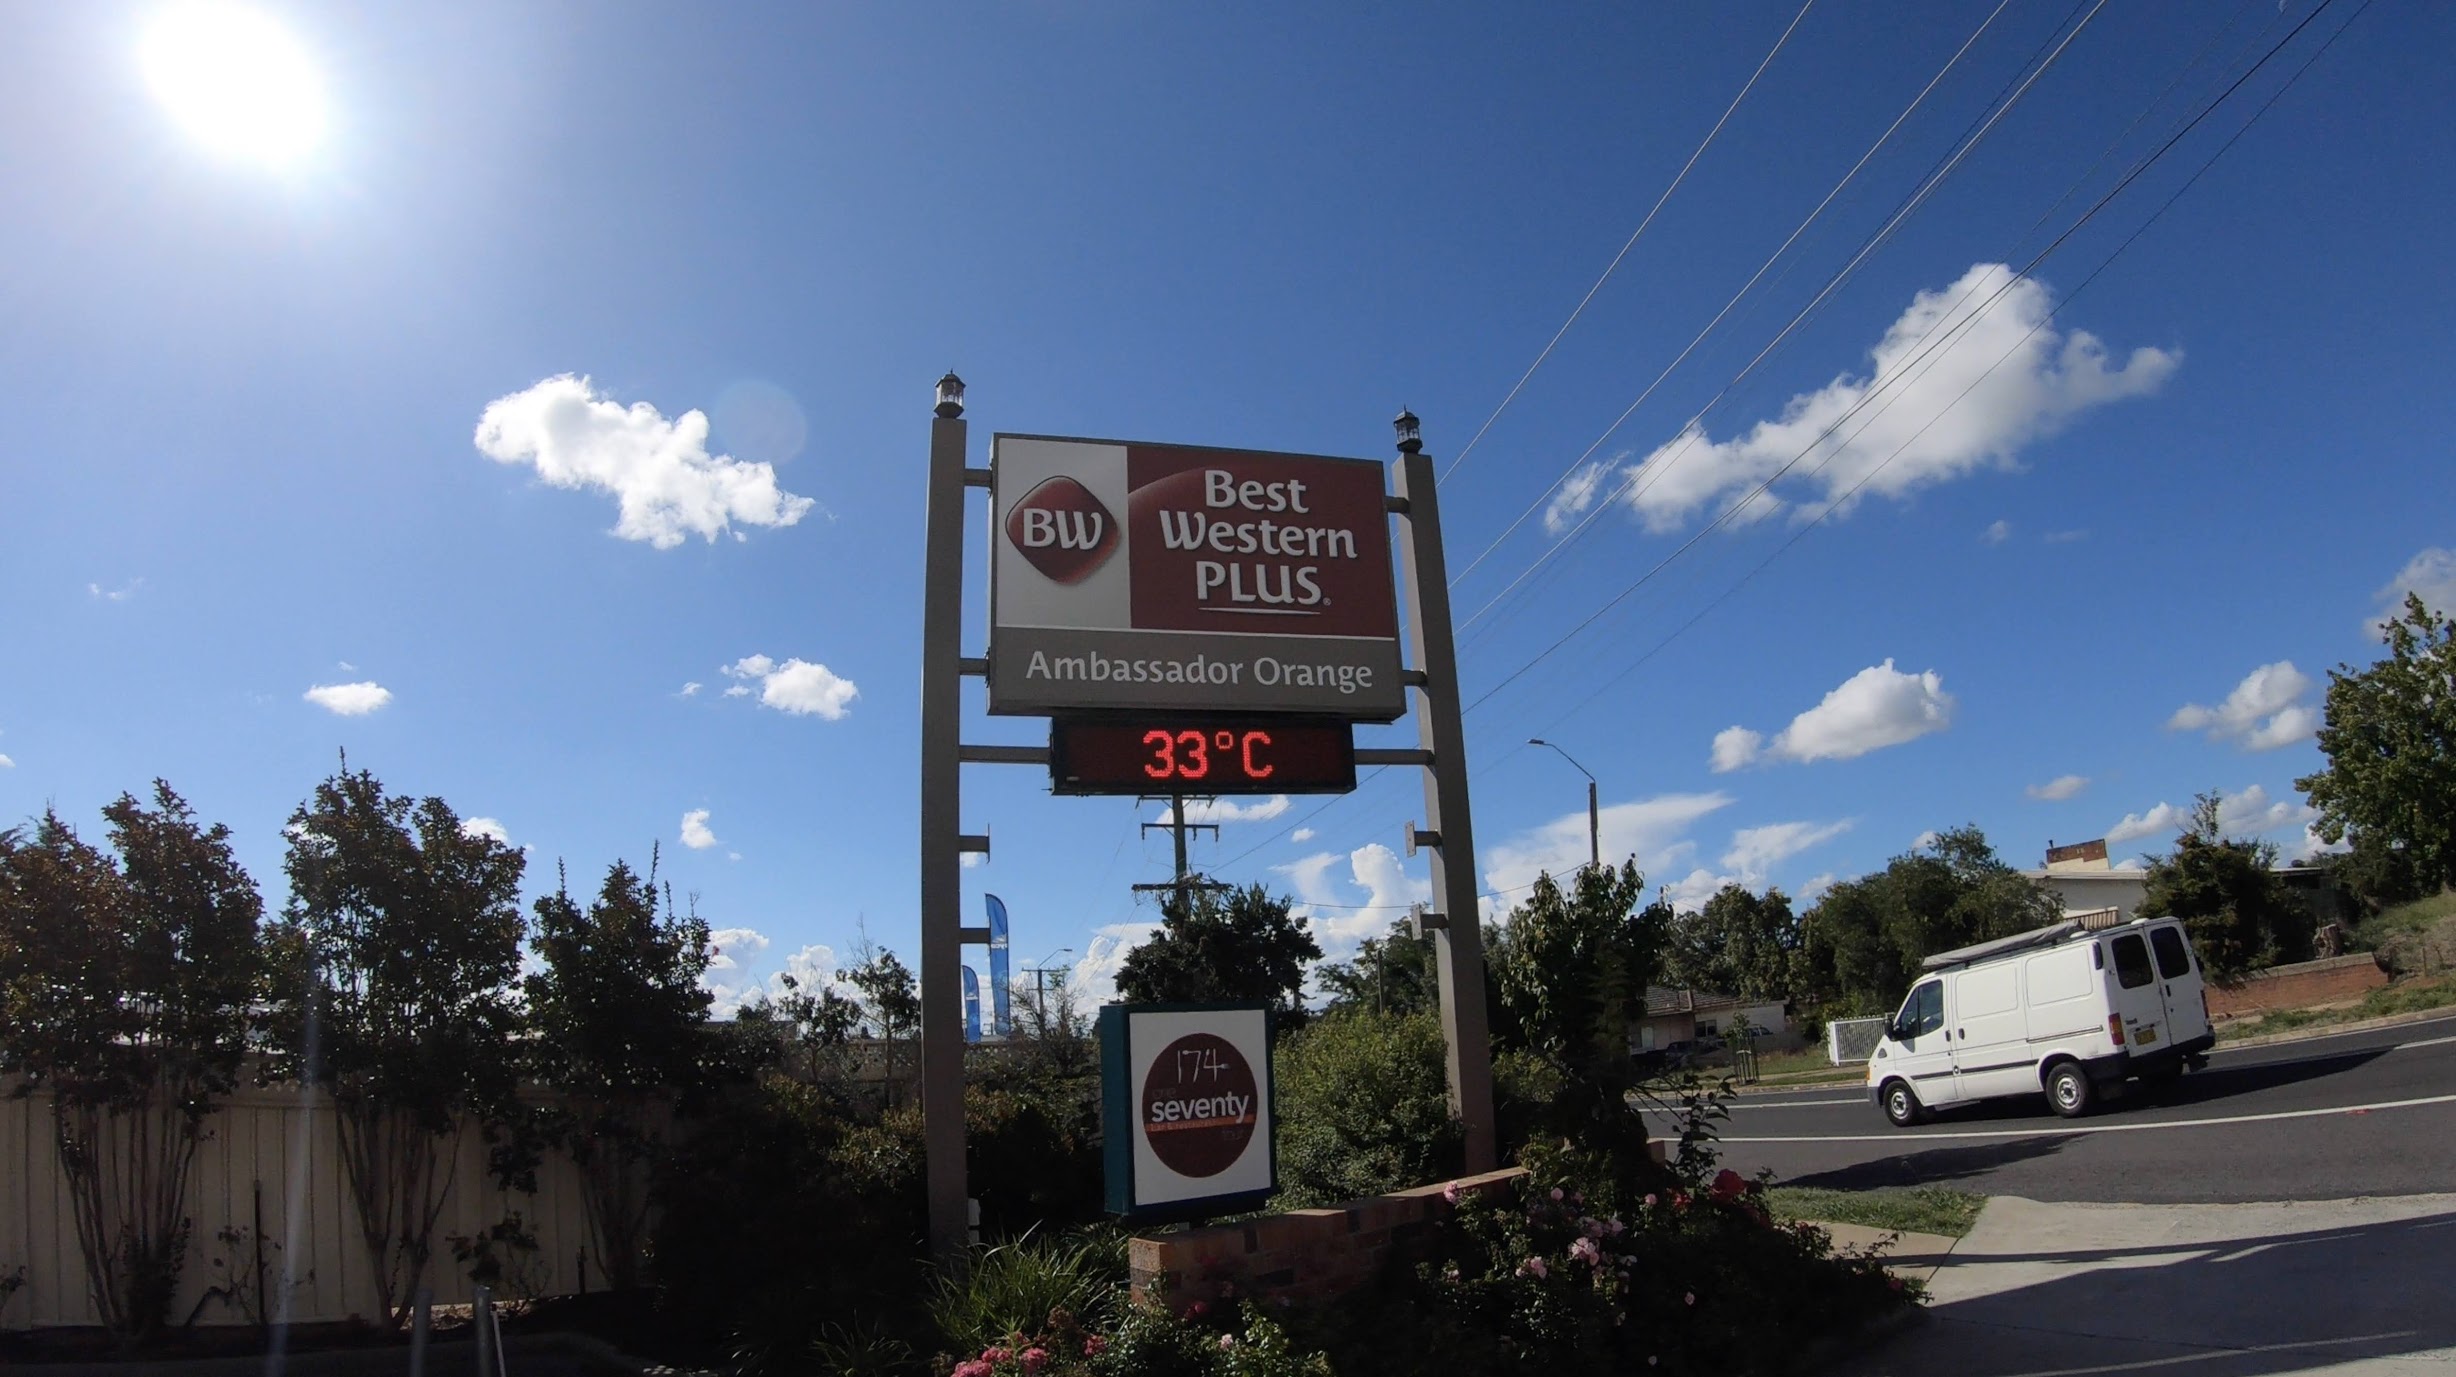 BW
Best
Western
PLUS®
Ambassador Orange
33°C
174
seventy